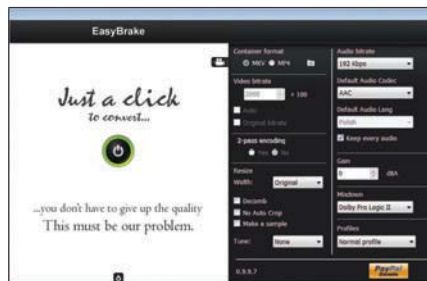 EasyBrake
Just a click
to convert...
...you don't have to give up the quality
This must be our problem.
Container format
MKV MP4
Video bitrate
2000 × 100
Auto
Original bitrate
2-pass encoding
Yes No
Resize
Width: Original
Decomb
No Auto Crop
Make a sample
Tune: None
0.9.9.7
Audio bitrate
192 Kbps
Default Audio Codec
AAC
Default Audio Lang
Polish
Keep every audio
Gain
0 dBA
Mixdown
Dolby Pro Logic II
Profiles
Normal profile
PayPal
Donate